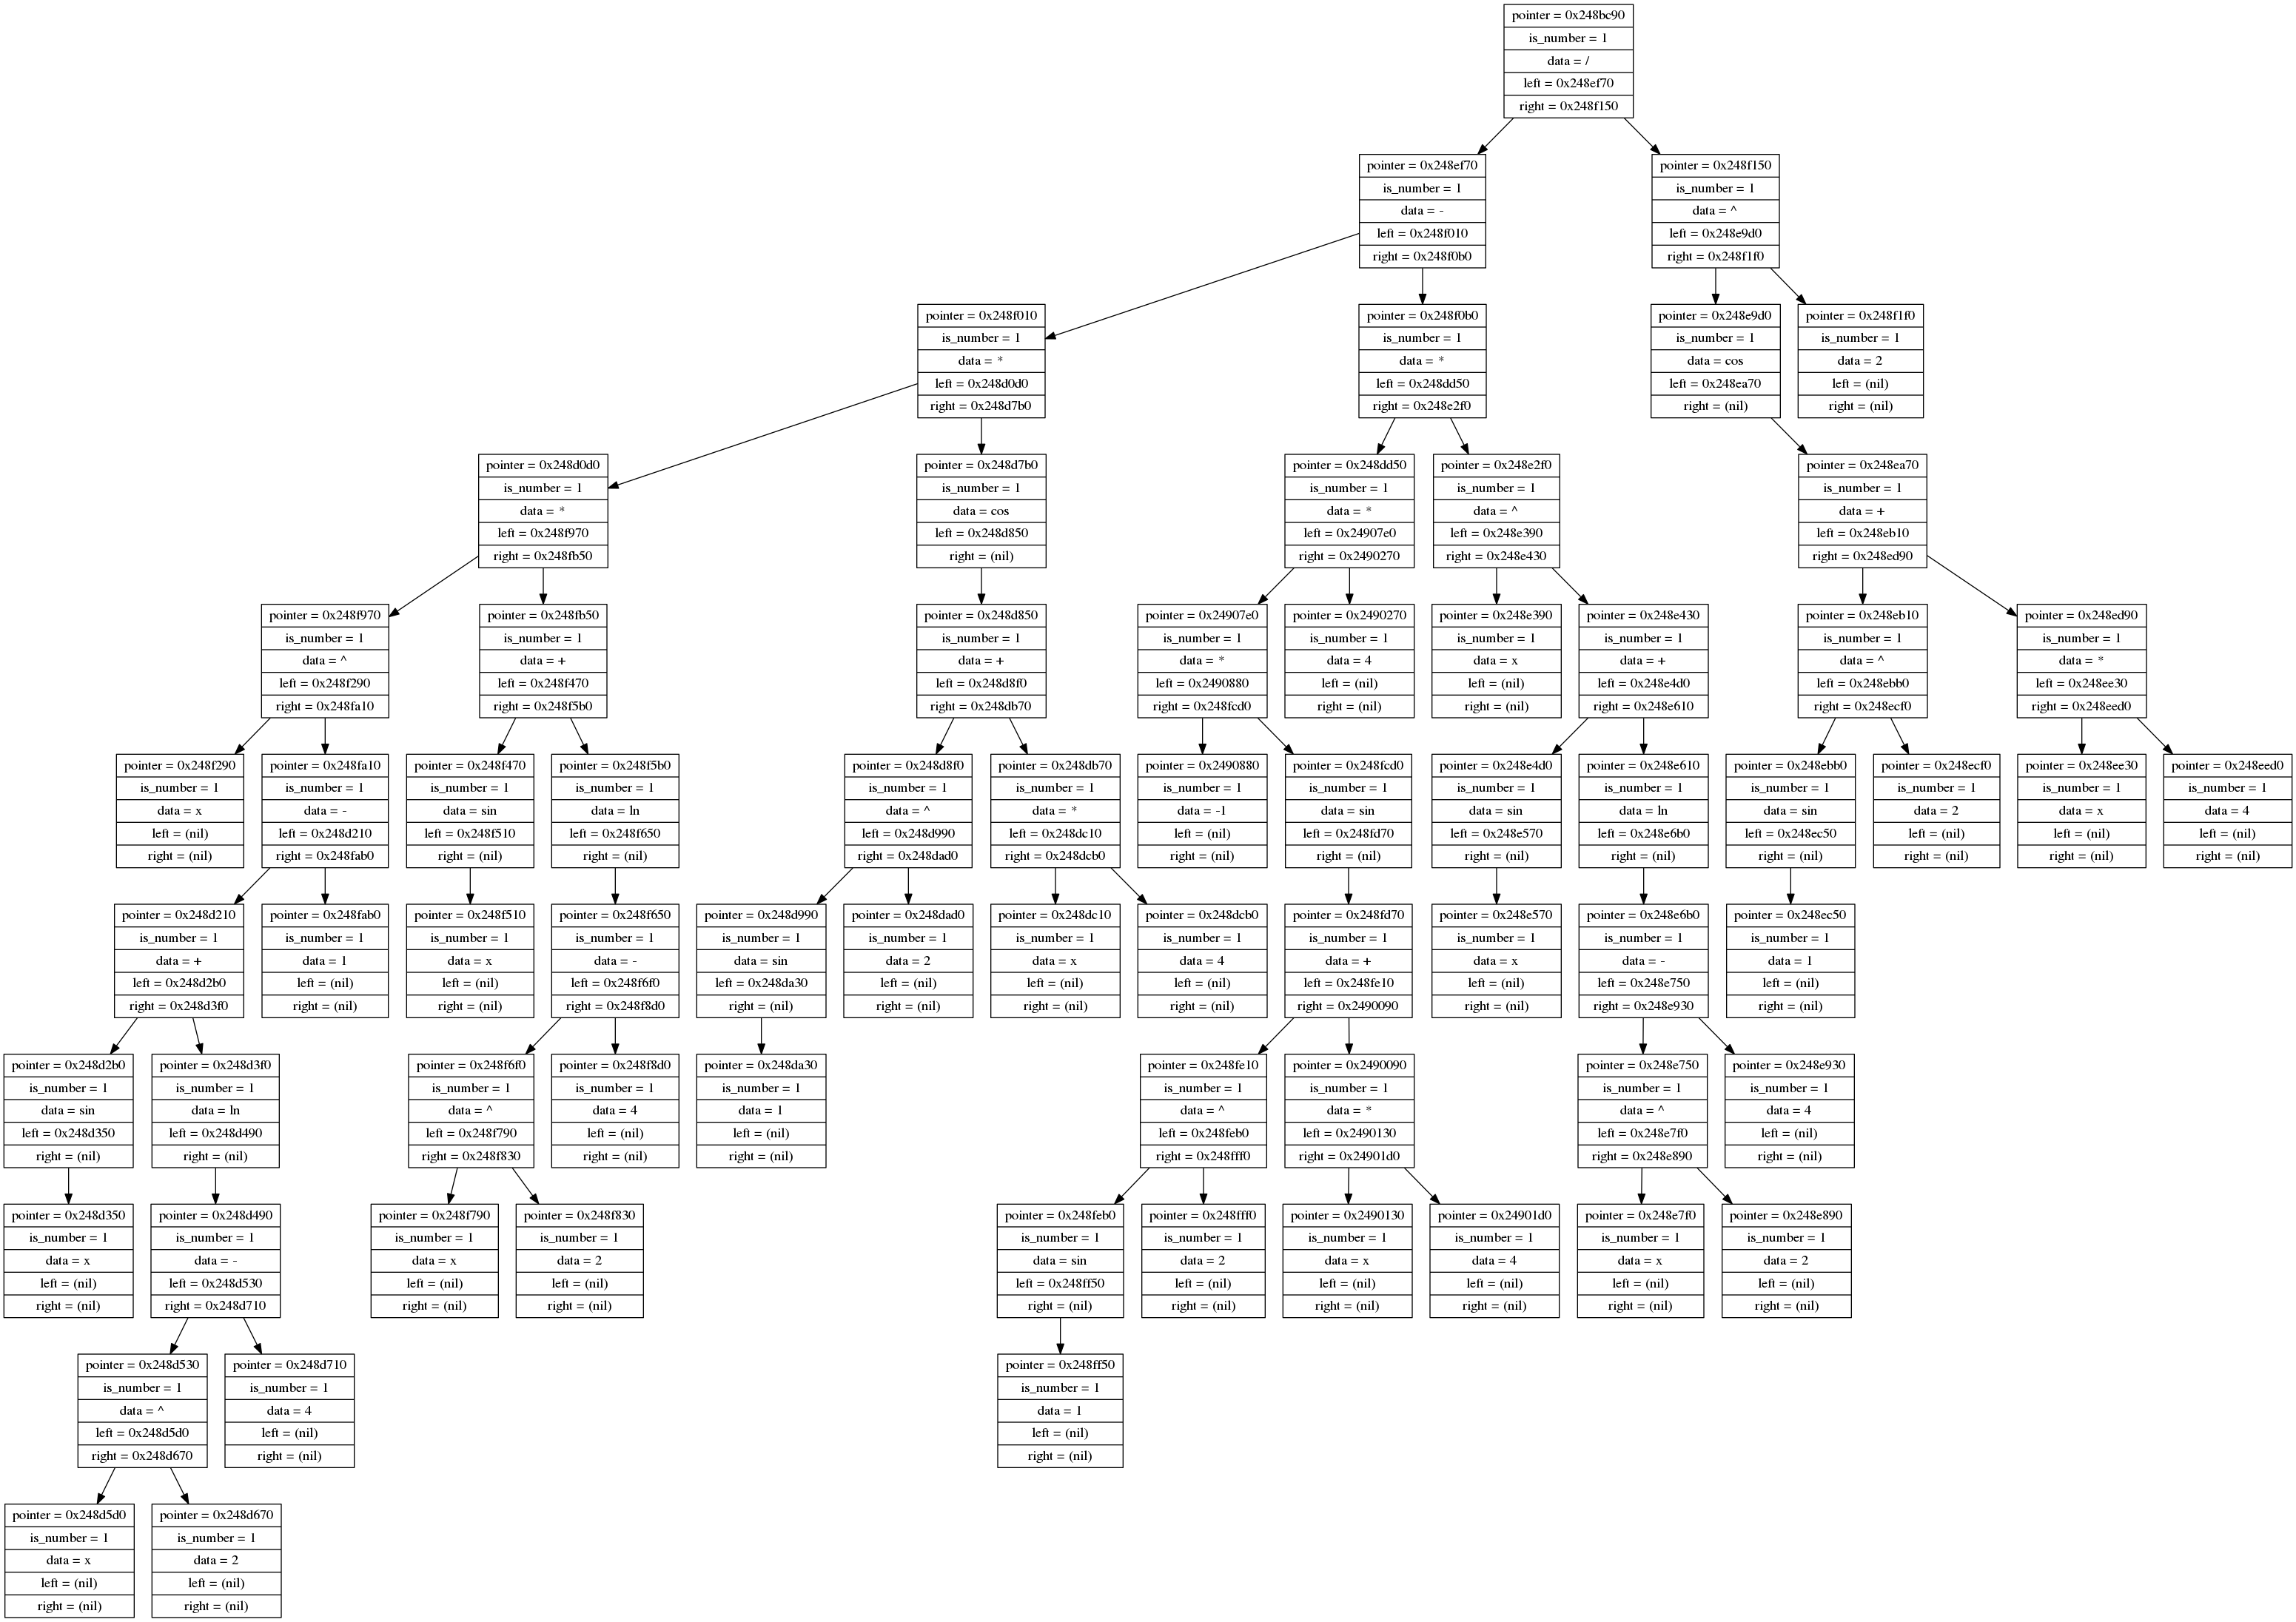 pointer = 0x248bc90
is_number = 1
data = /
left = 0x248ef70
right = 0x248f150
pointer = 0x248ef70
is_number = 1
data = -
left = 0x248f010
right = 0x248f0b0
pointer = 0x248f150
is_number = 1
data = ^
left = 0x248e9d0
right = 0x248f1f0
pointer = 0x248f010
is_number = 1
data = *
left = 0x248d0d0
right = 0x248d7b0
pointer = 0x248f0b0
is_number = 1
data = *
left = 0x248dd50
right = 0x248e2f0
pointer = 0x248e9d0
is_number = 1
data = cos
left = 0x248ea70
right = (nil)
pointer = 0x248f1f0
is_number = 1
data = 2
left = (nil)
right = (nil)
pointer = 0x248d0d0
is_number = 1
data = *
left = 0x248f970
right = 0x248fb50
pointer = 0x248d7b0
is_number = 1
data = cos
left = 0x248d850
right = (nil)
pointer = 0x248dd50
is_number = 1
data = *
left = 0x24907e0
right = 0x2490270
pointer = 0x248e2f0
is_number = 1
data = ^
left = 0x248e390
right = 0x248e430
pointer = 0x248ea70
is_number = 1
data = +
left = 0x248eb10
right = 0x248ed90
pointer = 0x248f970
is_number = 1
data = ^
left = 0x248f290
right = 0x248fa10
pointer = 0x248fb50
is_number = 1
data = +
left = 0x248f470
right = 0x248f5b0
pointer = 0x248d850
is_number = 1
data = +
left = 0x248d8f0
right = 0x248db70
pointer = 0x24907e0
is_number = 1
data = *
left = 0x2490880
right = 0x248fcd0
pointer = 0x2490270
is_number = 1
data = 4
left = (nil)
right = (nil)
pointer = 0x248e390
is_number = 1
data = x
left = (nil)
right = (nil)
pointer = 0x248e430
is_number = 1
data = +
left = 0x248e4d0
right = 0x248e610
pointer = 0x248eb10
is_number = 1
data = ^
left = 0x248ebb0
right = 0x248ecf0
pointer = 0x248ed90
is_number = 1
data = *
left = 0x248ee30
right = 0x248eed0
pointer = 0x248f290
is_number = 1
data = x
left = (nil)
right = (nil)
pointer = 0x248fa10
is_number = 1
data = -
left = 0x248d210
right = 0x248fab0
pointer = 0x248f470
is_number = 1
data = sin
left = 0x248f510
right = (nil)
pointer = 0x248f5b0
is_number = 1
data = ln
left = 0x248f650
right = (nil)
pointer = 0x248d8f0
is_number = 1
data = ^
left = 0x248d990
right = 0x248dad0
pointer = 0x248db70
is_number = 1
data = *
left = 0x248dc10
right = 0x248dcb0
pointer = 0x2490880
is_number = 1
data = -1
left = (nil)
right = (nil)
pointer = 0x248fcd0
is_number = 1
data = sin
left = 0x248fd70
right = (nil)
pointer = 0x248e4d0
is_number = 1
data = sin
left = 0x248e570
right = (nil)
pointer = 0x248e610
is_number = 1
data = ln
left = 0x248e6b0
right = (nil)
pointer = 0x248ebb0
is_number = 1
data = sin
left = 0x248ec50
right = (nil)
pointer = 0x248ecf0
is_number = 1
data = 2
left = (nil)
right = (nil)
pointer = 0x248ee30
is_number = 1
data = x
left = (nil)
right = (nil)
pointer = 0x248eed0
is_number = 1
data = 4
left = (nil)
right = (nil)
pointer = 0x248d210
is_number = 1
data = +
left = 0x248d2b0
right = 0x248d3f0
pointer = 0x248fab0
is_number = 1
data = 1
left = (nil)
right = (nil)
pointer = 0x248f510
is_number = 1
data = x
left = (nil)
right = (nil)
pointer = 0x248f650
is_number = 1
data = -
left = 0x248f6f0
right = 0x248f8d0
pointer = 0x248d990
is_number = 1
data = sin
left = 0x248da30
right = (nil)
pointer = 0x248dad0
is_number = 1
data = 2
left = (nil)
right = (nil)
pointer = 0x248dc10
is_number = 1
data = x
left = (nil)
right = (nil)
pointer = 0x248dcb0
is_number = 1
data = 4
left = (nil)
right = (nil)
pointer = 0x248fd70
is_number = 1
data = +
left = 0x248fe10
right = 0x2490090
pointer = 0x248e570
is_number = 1
data = x
left = (nil)
right = (nil)
pointer = 0x248e6b0
is_number = 1
data = -
left = 0x248e750
right = 0x248e930
pointer = 0x248ec50
is_number = 1
data = 1
left = (nil)
right = (nil)
pointer = 0x248d2b0
is_number = 1
data = sin
left = 0x248d350
right = (nil)
pointer = 0x248d3f0
is_number = 1
data = ln
left = 0x248d490
right = (nil)
pointer = 0x248f6f0
is_number = 1
data = ^
left = 0x248f790
right = 0x248f830
pointer = 0x248f8d0
is_number = 1
data = 4
left = (nil)
right = (nil)
pointer = 0x248da30
is_number = 1
data = 1
left = (nil)
right = (nil)
pointer = 0x248fe10
is_number = 1
data = ^
left = 0x248feb0
right = 0x248fff0
pointer = 0x2490090
is_number = 1
data = *
left = 0x2490130
right = 0x24901d0
pointer = 0x248e750
is_number = 1
data = ^
left = 0x248e7f0
right = 0x248e890
pointer = 0x248e930
is_number = 1
data = 4
left = (nil)
right = (nil)
pointer = 0x248d350
is_number = 1
data = x
left = (nil)
right = (nil)
pointer = 0x248d490
is_number = 1
data = -
left = 0x248d530
right = 0x248d710
pointer = 0x248f790
is_number = 1
data = x
left = (nil)
right = (nil)
pointer = 0x248f830
is_number = 1
data = 2
left = (nil)
right = (nil)
pointer = 0x248feb0
is_number = 1
data = sin
left = 0x248ff50
right = (nil)
pointer = 0x248fff0
is_number = 1
data = 2
left = (nil)
right = (nil)
pointer = 0x2490130
is_number = 1
data = x
left = (nil)
right = (nil)
pointer = 0x24901d0
is_number = 1
data = 4
left = (nil)
right = (nil)
pointer = 0x248e7f0
is_number = 1
data = x
left = (nil)
right = (nil)
pointer = 0x248e890
is_number = 1
data = 2
left = (nil)
right = (nil)
pointer = 0x248d530
is_number = 1
data = ^
left = 0x248d5d0
right = 0x248d670
pointer = 0x248d710
is_number = 1
data = 4
left = (nil)
right = (nil)
pointer = 0x248ff50
is_number = 1
data = 1
left = (nil)
right = (nil)
pointer = 0x248d5d0
is_number = 1
data = x
left = (nil)
right = (nil)
pointer = 0x248d670
is_number = 1
data = 2
left = (nil)
right = (nil)